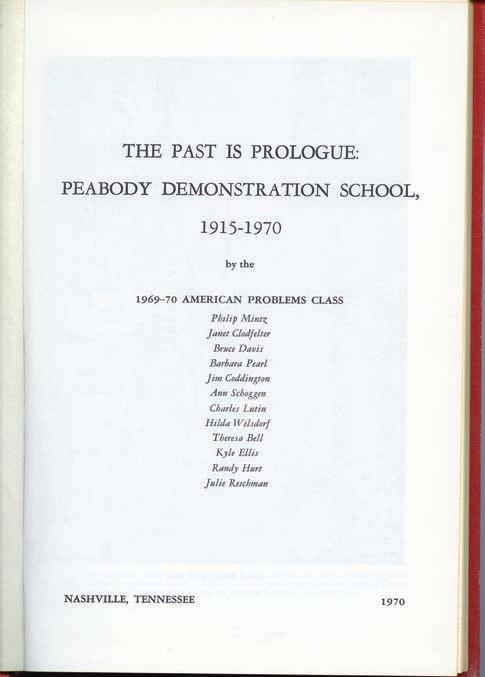 THE PAST IS PROLOGUE:
PEABODY DEMONSTRATION SCHOOL,
1915-1970
by the
1969-70 AMERICAN PROBLEMS CLASS
Philip Mintz
Janet Clodfelter
Bruce Davis
Barbara Pearl
Jim Coddington
Ann Schoggen
Charles Lutin
Hilda Wilsdorf
Theresa Bell
Kyle Ellis
Randy Hurt
Julie Reichman
NASHVILLE, TENNESSEE
1970